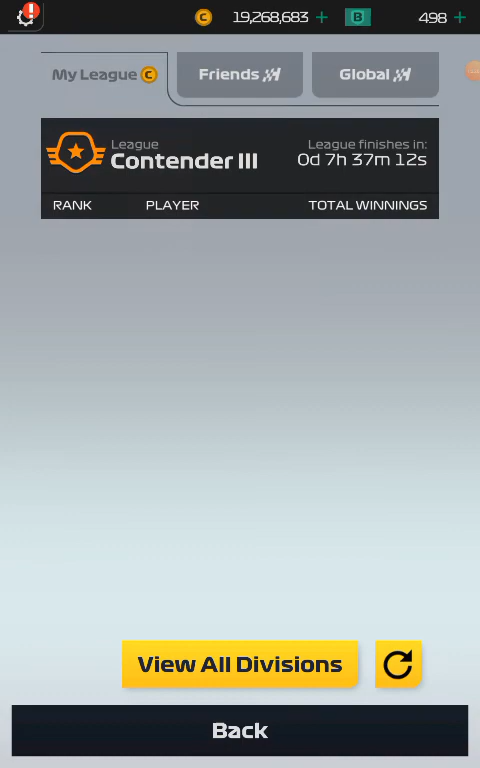 19,268,683 + B 498 +
My League C
Friends
Global
League
Contender III
League finishes in:
0d 7h 37m 12s
RANK PLAYER TOTAL WINNINGS
View All Divisions
Back